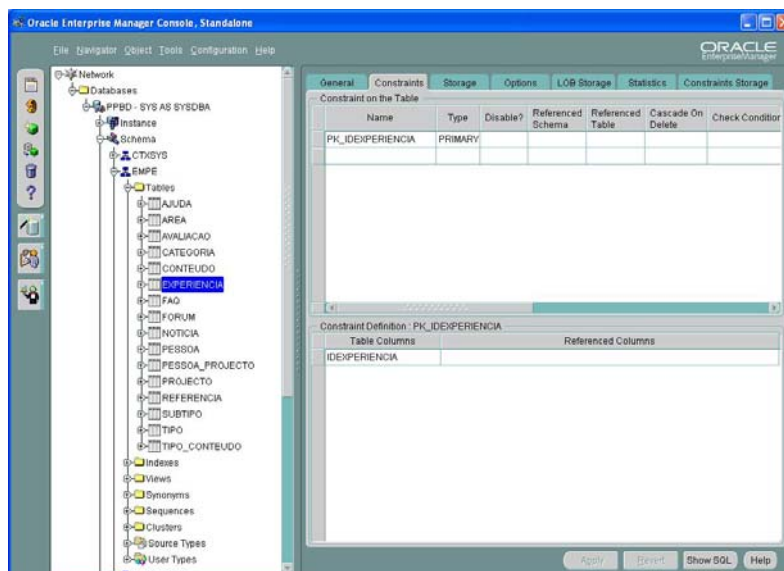 Oracle Enterprise Manager Console, Standalone
File Navigator Object Tools Configuration Help
ORACLE
EnterpriseManager
Network
Databases
PPBD - SYS AS SYSDBA
Instance
Schema
CTXSYS
EMPE
Tables
AJUDA
AREA
AVALIACAO
CATEGORIA
CONTEUDO
EXPERIENCIA
FAQ
FORUM
NOTICIA
PESSOA
PESSOA_PROJECTO
PROJECTO
REFERENCIA
SUBTIPO
TIPO
TIPO_CONTEUDO
Indexes
Views
Synonyms
Sequences
Clusters
Source Types
User Types
General Constraints Storage Options LOB Storage Statistics Constraints Storage
Constraint on the Table
Name Type Disable? Referenced Schema Referenced Table Cascade On Delete Check Condition
PK_IDEXPERIENCIA PRIMARY
Constraint Definition : PK_IDEXPERIENCIA
Table Columns Referenced Columns
IDEXPERIENCIA
Apply Revert Show SQL Help